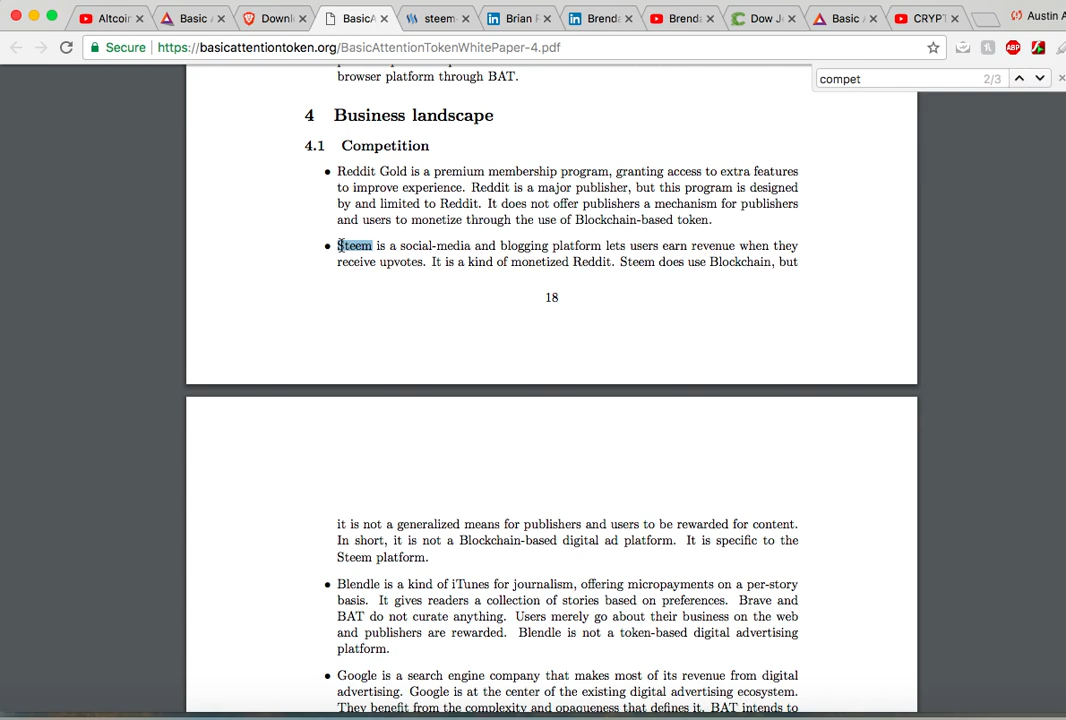 Altcoi
Basic /
Downl
BasicA
steem-
Brian F
Brenda
Brenda
Dow Jo
Basic /
CRYPT
Austin A
Secure
https://basicattentiontoken.org/BasicAttentionTokenWhitePaper-4.pdf
ABP
compet 2/3
browser platform through BAT.
4 Business landscape
4.1 Competition
• Reddit Gold is a premium membership program, granting access to extra features
to improve experience. Reddit is a major publisher, but this program is designed
by and limited to Reddit. It does not offer publishers a mechanism for publishers
and users to monetize through the use of Blockchain-based token.
• Steem is a social-media and blogging platform lets users earn revenue when they
receive upvotes. It is a kind of monetized Reddit. Steem does use Blockchain, but
18
it is not a generalized means for publishers and users to be rewarded for content.
In short, it is not a Blockchain-based digital ad platform. It is specific to the
Steem platform.
• Blendle is a kind of iTunes for journalism, offering micropayments on a per-story
basis. It gives readers a collection of stories based on preferences. Brave and
BAT do not curate anything. Users merely go about their business on the web
and publishers are rewarded. Blendle is not a token-based digital advertising
platform.
• Google is a search engine company that makes most of its revenue from digital
advertising. Google is at the center of the existing digital advertising ecosystem.
They benefit from the complexity and opaqueness that defines it. BAT intends to